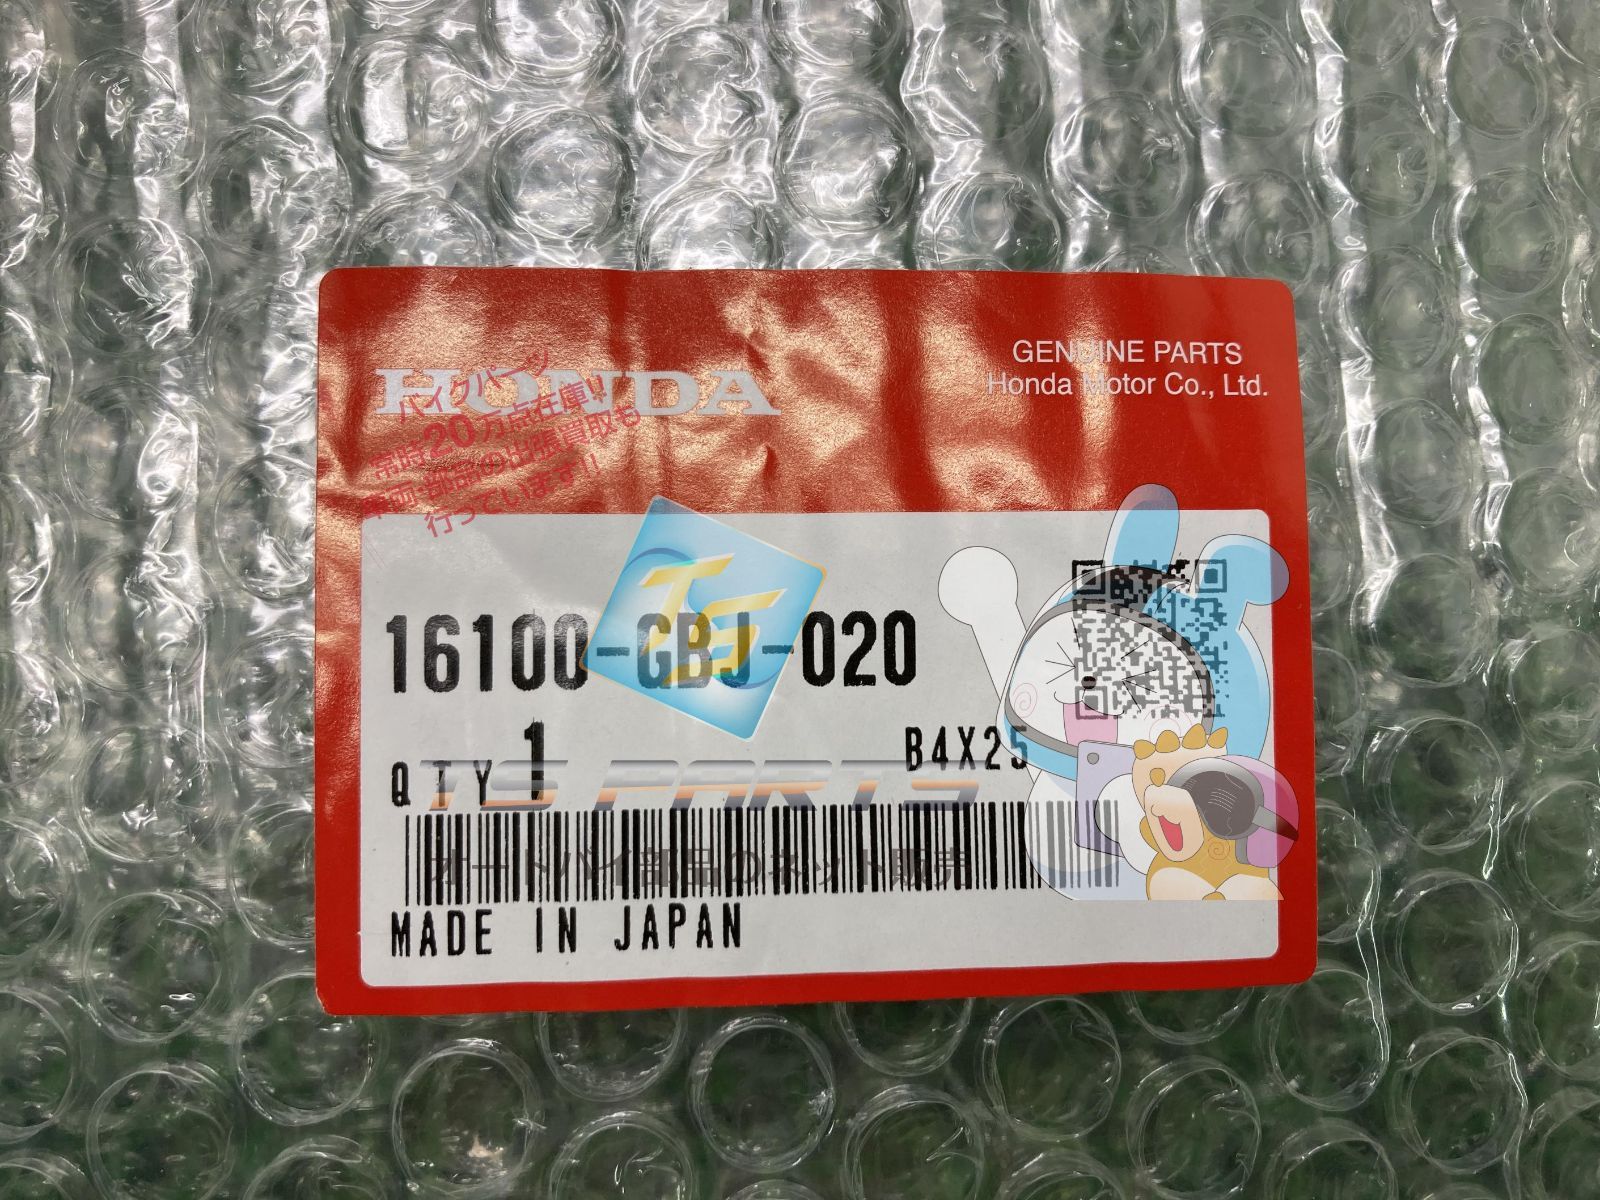 HONDA
GENUINE PARTS
Honda Motor Co., Ltd.
バイクパーツ
常時20万点在庫!!
車両・部品の出張買取も
行っています!!
TS
16100-GBJ-020
QTY 1
B4X25
TS PARTS
オートバイ部品のネット販売
MADE IN JAPAN